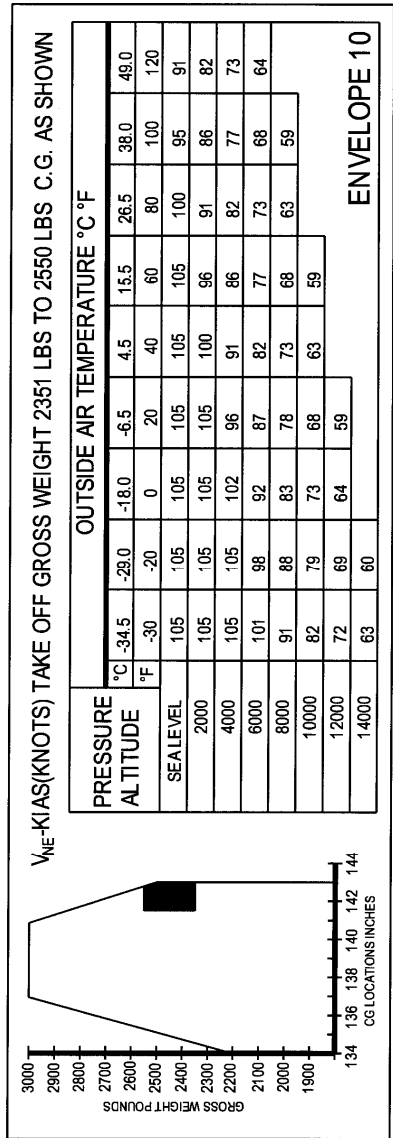 V_NE-KIAS(KNOTS) TAKE OFF GROSS WEIGHT 2351 LBS TO 2550 LBS C.G. AS SHOWN
PRESSURE ALTITUDE OUTSIDE AIR TEMPERATURE °C °F
°C -34.5 -29.0 -18.0 -6.5 4.5 15.5 26.5 38.0 49.0
°F -30 -20 0 20 40 60 80 100 120
SEA LEVEL 105 105 105 105 105 105 100 95 91
2000 105 105 105 105 100 96 91 86 82
4000 105 105 102 96 91 86 82 77 73
6000 101 98 92 87 82 77 73 68 64
8000 91 88 83 78 73 68 63 59
10000 82 79 73 68 63 59
12000 72 69 64 59
14000 63 60
ENVELOPE 10
GROSS WEIGHT POUNDS
3000
2900
2800
2700
2600
2500
2400
2300
2200
2100
2000
1900
134 136 138 140 142 144
CG LOCATIONS INCHES